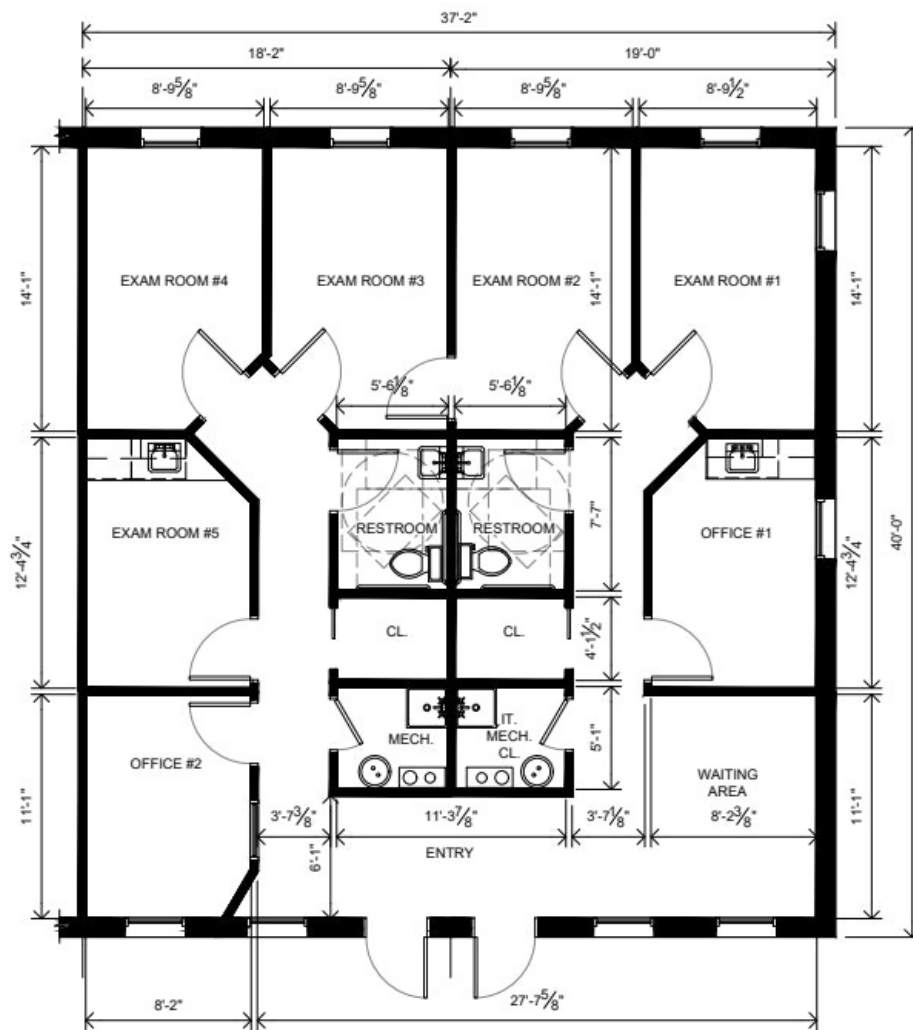 37'-2"
18'-2"
19'-0"
8'-9⅝"
8'-9⅝"
8'-9⅝"
8'-9½"
14'-1"
EXAM ROOM #4
EXAM ROOM #3
EXAM ROOM #2
14'-1"
EXAM ROOM #1
14'-1"
5'-6⅛"
5'-6⅛"
12'-4¾"
EXAM ROOM #5
RESTROOM
RESTROOM
7'-7"
OFFICE #1
12'-4¾"
40'-0"
CL.
CL.
4'-1½"
11'-1"
OFFICE #2
MECH.
IT.
MECH.
CL.
5'-1"
WAITING
AREA
11'-1"
3'-7⅜"
11'-3⅞"
3'-7⅛"
8'-2⅜"
6'-1"
ENTRY
8'-2"
27'-7⅝"